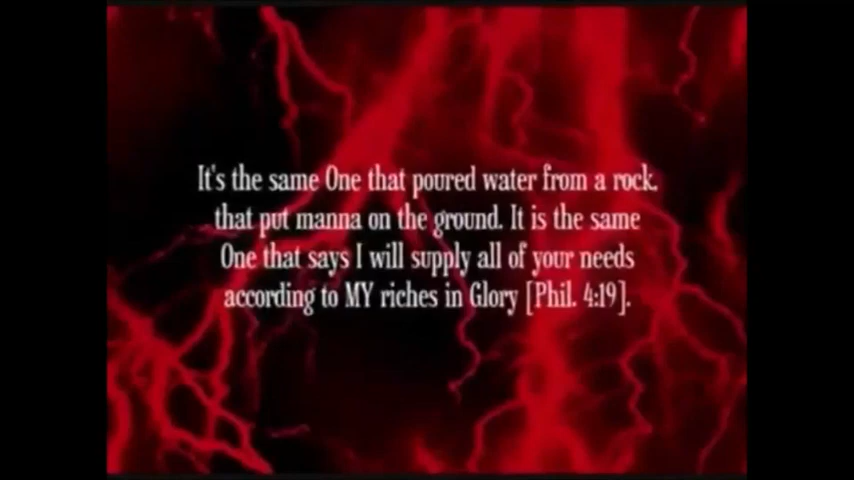 It's the same One that poured water from a rock,
that put manna on the ground. It is the same
One that says I will supply all of your needs
according to MY riches in Glory [Phil. 4:19].